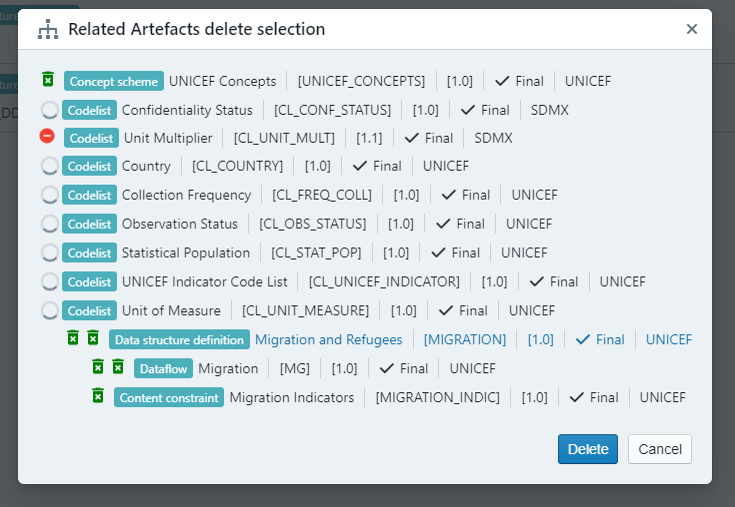 Related Artefacts delete selection
Concept scheme UNICEF Concepts [UNICEF_CONCEPTS] [1.0] Final UNICEF
Codelist Confidentiality Status [CL_CONF_STATUS] [1.0] Final SDMX
Codelist Unit Multiplier [CL_UNIT_MULT] [1.1] Final SDMX
Codelist Country [CL_COUNTRY] [1.0] Final UNICEF
Codelist Collection Frequency [CL_FREQ_COLL] [1.0] Final UNICEF
Codelist Observation Status [CL_OBS_STATUS] [1.0] Final UNICEF
Codelist Statistical Population [CL_STAT_POP] [1.0] Final UNICEF
Codelist UNICEF Indicator Code List [CL_UNICEF_INDICATOR] [1.0] Final UNICEF
Codelist Unit of Measure [CL_UNIT_MEASURE] [1.0] Final UNICEF
Data structure definition Migration and Refugees [MIGRATION] [1.0] Final UNICEF
Dataflow Migration [MG] [1.0] Final UNICEF
Content constraint Migration Indicators [MIGRATION_INDIC] [1.0] Final UNICEF
Delete Cancel